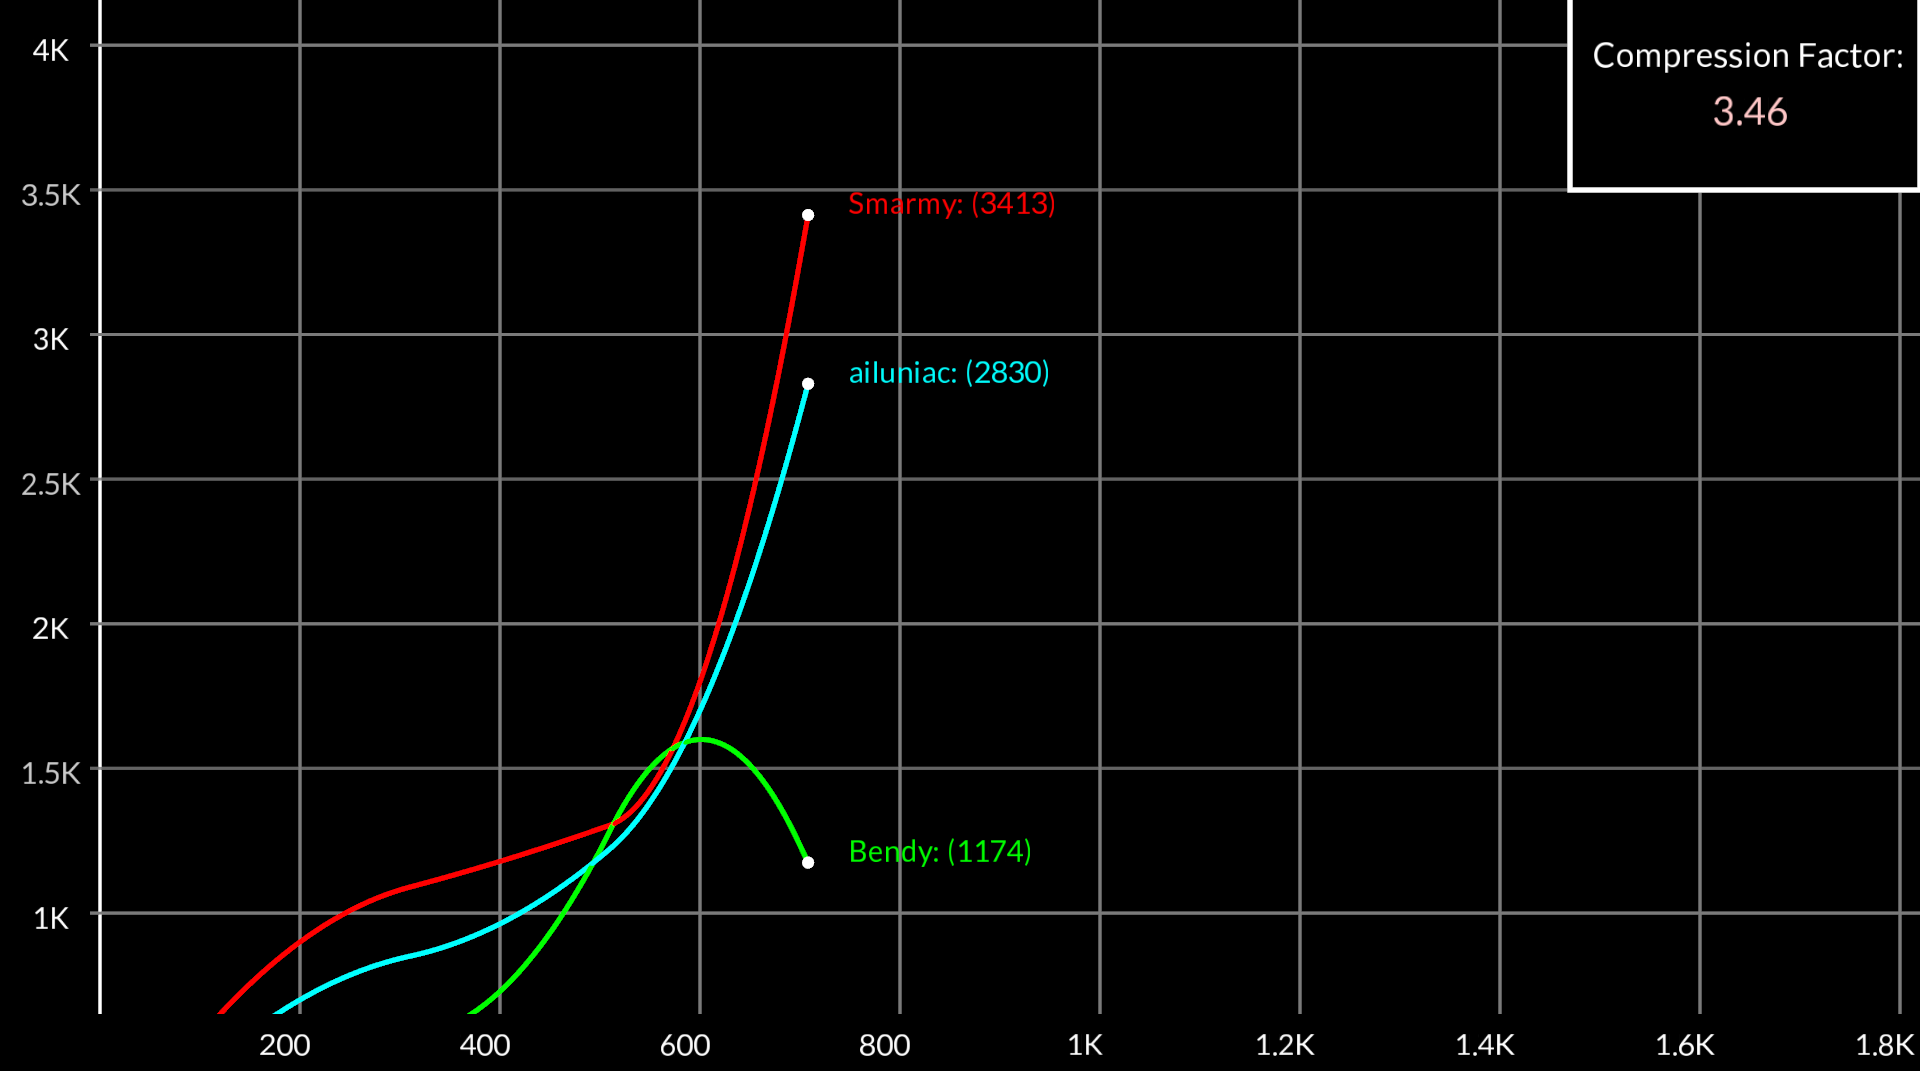 4K
3.5K
3K
2.5K
2K
1.5K
1K
Compression Factor:
3.46
Smarmy: (3413)
ailuniac: (2830)
Bendy: (1174)
200 400 600 800 1K 1.2K 1.4K 1.6K 1.8K